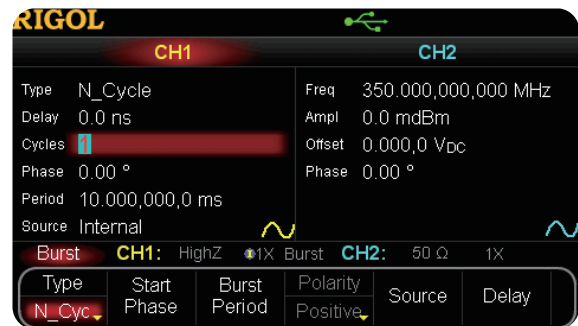 RIGOL
CH1
CH2
Type N_Cycle
Delay 0.0 ns
Cycles 1
Phase 0.00 °
Period 10.000,000,0 ms
Source Internal
Freq 350.000,000,000 MHz
Ampl 0.0 mdBm
Offset 0.000,0 VDC
Phase 0.00 °
Burst CH1: HighZ 1X Burst CH2: 50 Ω 1X
Type Start Phase Burst Period Polarity Source Delay
N_Cyc Positive